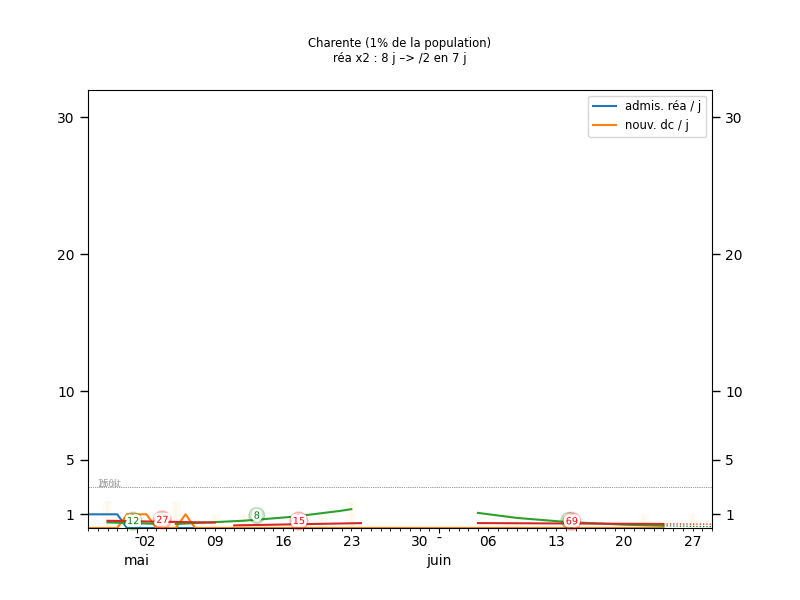 Charente (1% de la population)
réa x2 : 8 j –> /2 en 7 j
admis. réa / j
nouv. dc / j
30 30
20 20
10 10
5 5
1 1
12 27 8 15 69
02 09 16 23 30 06 13 20 27
mai juin